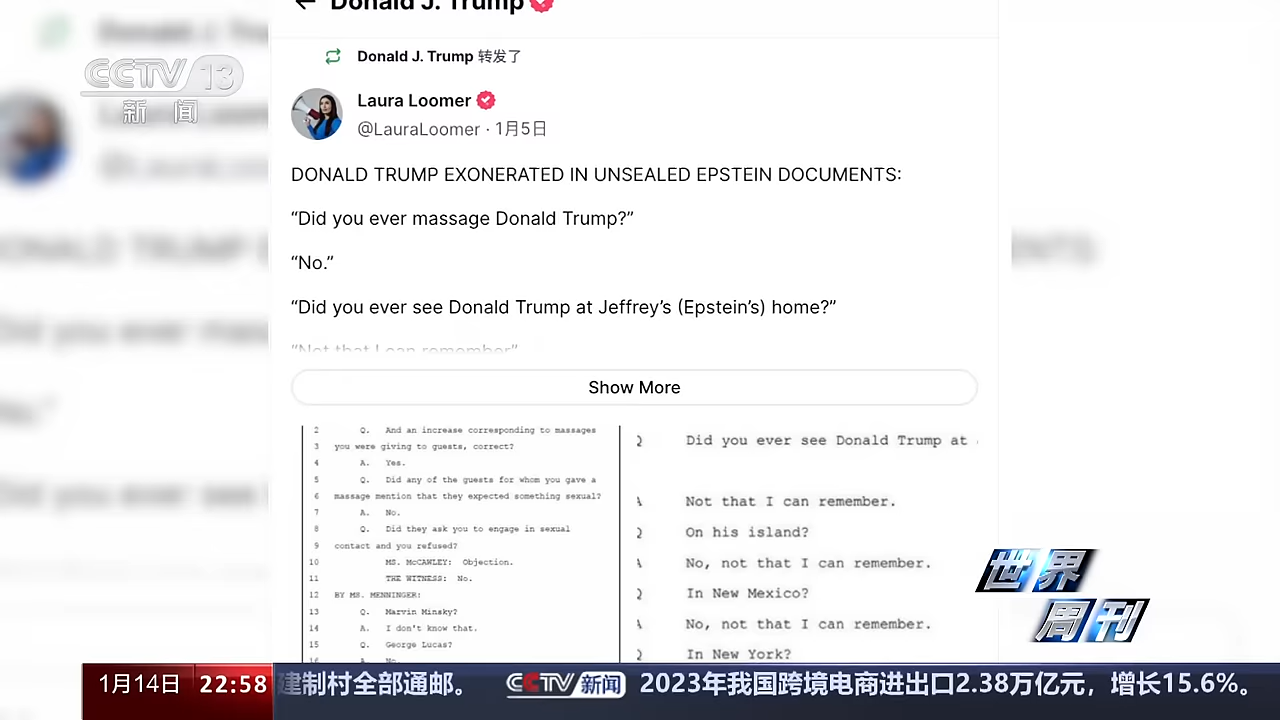 Donald J. Trump
Donald J. Trump 转发了
CCTV 13
新闻
Laura Loomer
@LauraLoomer · 1月5日
DONALD TRUMP EXONERATED IN UNSEALED EPSTEIN DOCUMENTS:
“Did you ever massage Donald Trump?”
“No.”
“Did you ever see Donald Trump at Jeffrey’s (Epstein’s) home?”
“Not that I can remember”
Show More
2 Q. And an increase corresponding to massages
3 you were giving to guests, correct?
4 A. Yes.
5 Q. Did any of the guests for whom you gave a
6 massage mention that they expected something sexual?
7 A. No.
8 Q. Did they ask you to engage in sexual
9 contact and you refused?
10 MS. McCAWLEY: Objection.
11 THE WITNESS: No.
12 BY MS. MENNINGER:
13 Q. Marvin Minsky?
14 A. I don't know that.
15 Q. George Lucas?
16 A. No.
Q Did you ever see Donald Trump at
A Not that I can remember.
Q On his island?
A No, not that I can remember.
Q In New Mexico?
A No, not that I can remember.
Q In New York?
世界
周刊
1月14日 22:58 建制村全部通邮。 CCTV新闻 2023年我国跨境电商进出口2.38万亿元，增长15.6%。